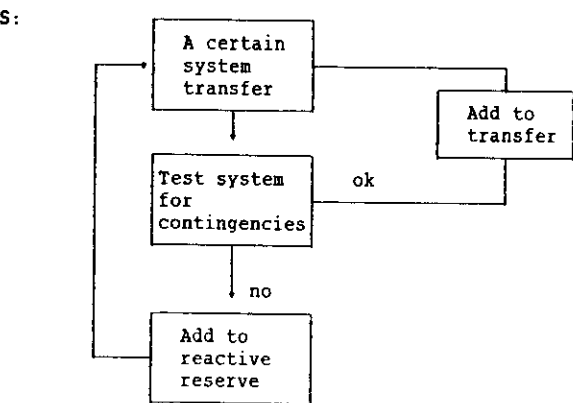 S:
A certain
system
transfer
Add to
transfer
Test system
for
contingencies
ok
no
Add to
reactive
reserve